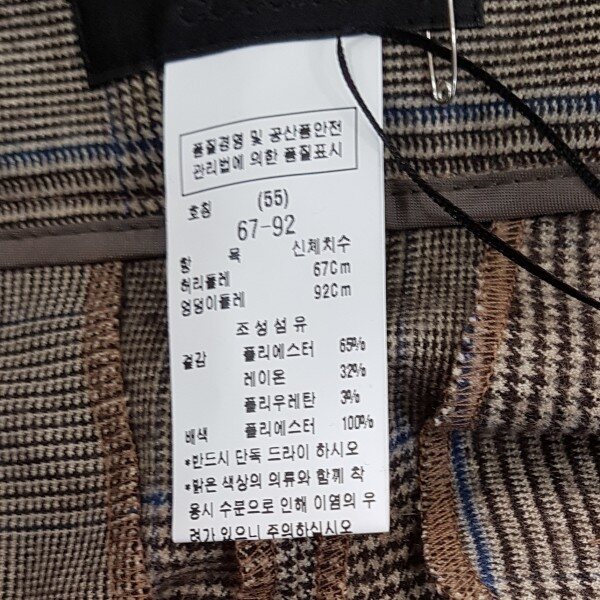 품질경영 및 공산품안전
관리법에 의한 품질표시
호칭 (55)
67-92
항 목 신체치수
허리둘레 67Cm
엉덩이둘레 92Cm
조성섬유
겉감 폴리에스터 65%
레이온 32%
폴리우레탄 3%
배색 폴리에스터 100%
*반드시 단독 드라이 하시오
*밝은 색상의 의류와 함께 착
용시 수분으로 인해 이염의 우
려가 있으니 주의하십시오